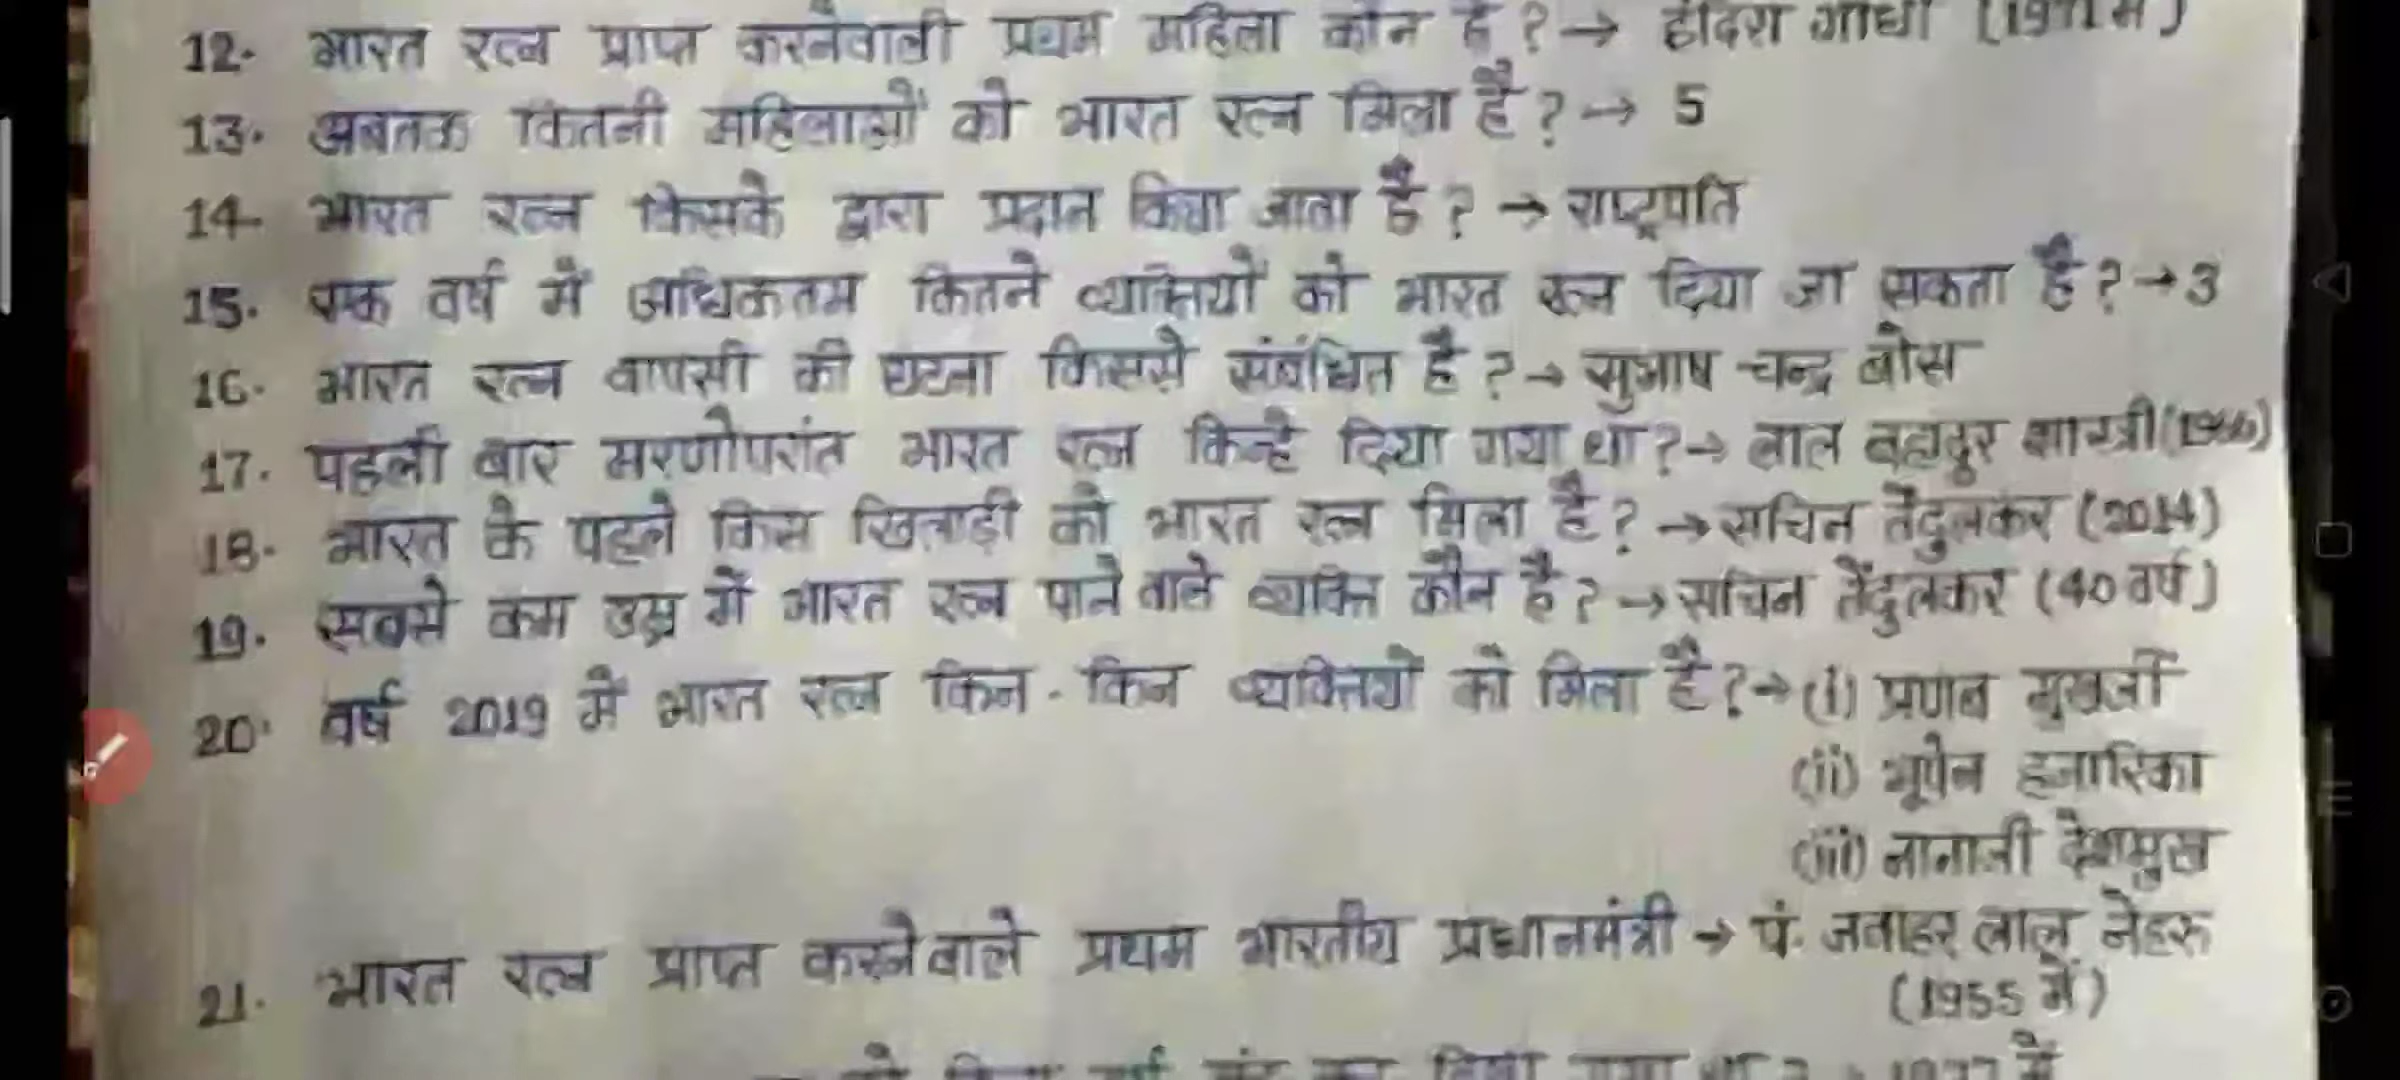 12. भारत रत्न प्राप्त करनेवाली प्रथम महिला कौन है ? → इंदिरा गांधी (1971 में)
13. अबतक कितनी महिलाओं को भारत रत्न मिला है ? → 5
14. भारत रत्न किसके द्वारा प्रदान किया जाता है ? → राष्ट्रपति
15. एक वर्ष में अधिकतम कितने व्यक्तियों को भारत रत्न दिया जा सकता है ? → 3
16. भारत रत्न वापसी की घटना किससे संबंधित है ? → सुभाष चन्द्र बोस
17. पहली बार मरणोपरांत भारत रत्न किन्हे दिया गया था ? → लाल बहादुर शास्त्री (1966)
18. भारत के पहले किस खिलाड़ी को भारत रत्न मिला है ? → सचिन तेंदुलकर (2014)
19. सबसे कम उम्र में भारत रत्न पाने वाले व्यक्ति कौन है ? → सचिन तेंदुलकर (40 वर्ष)
20. वर्ष 2019 में भारत रत्न किन - किन व्यक्तियों को मिला है ? → (i) प्रणब मुखर्जी
(ii) भूपेन हजारिका
(iii) नानाजी देशमुख
21. भारत रत्न प्राप्त करनेवाले प्रथम भारतीय प्रधानमंत्री → पं. जवाहर लाल नेहरू
(1955 में)